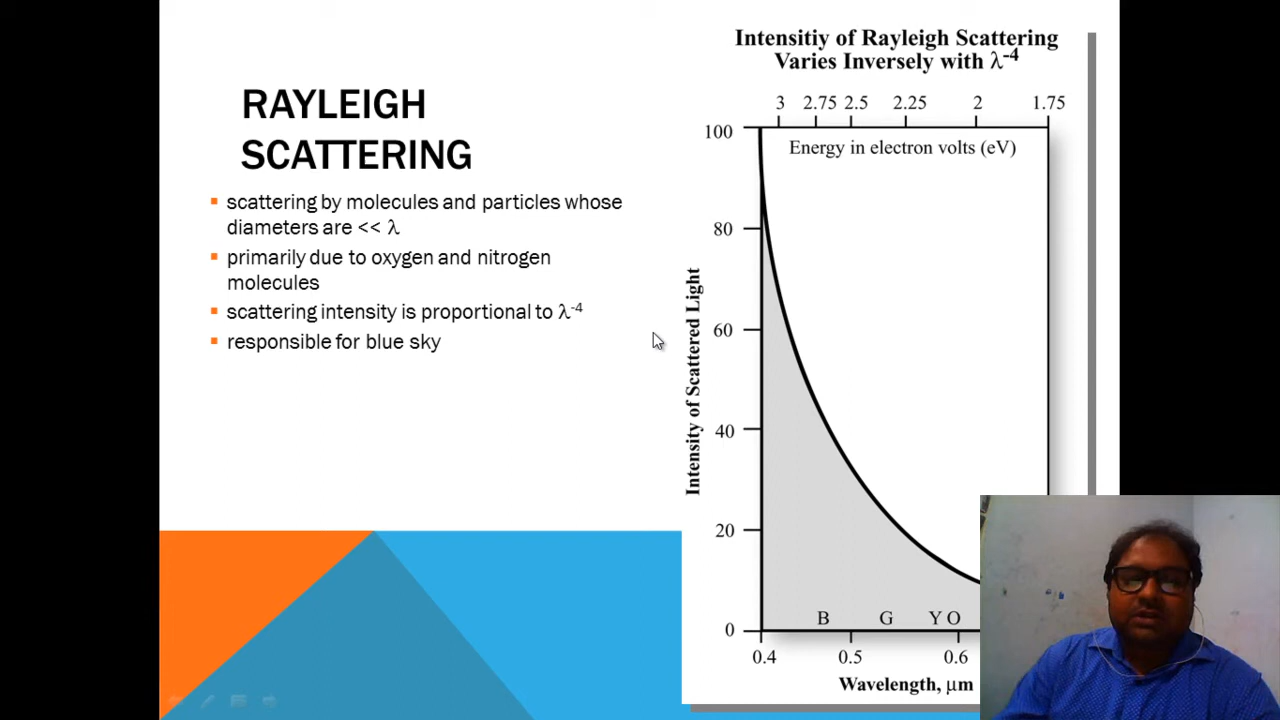 RAYLEIGH
SCATTERING
▪ scattering by molecules and particles whose
diameters are << λ
▪ primarily due to oxygen and nitrogen
molecules
▪ scattering intensity is proportional to λ⁻⁴
▪ responsible for blue sky
Intensitiy of Rayleigh Scattering
Varies Inversely with λ⁻⁴
3 2.75 2.5 2.25 2 1.75
Energy in electron volts (eV)
Intensity of Scattered Light
100
80
60
40
20
0
B G Y O
0.4 0.5 0.6
Wavelength, μm